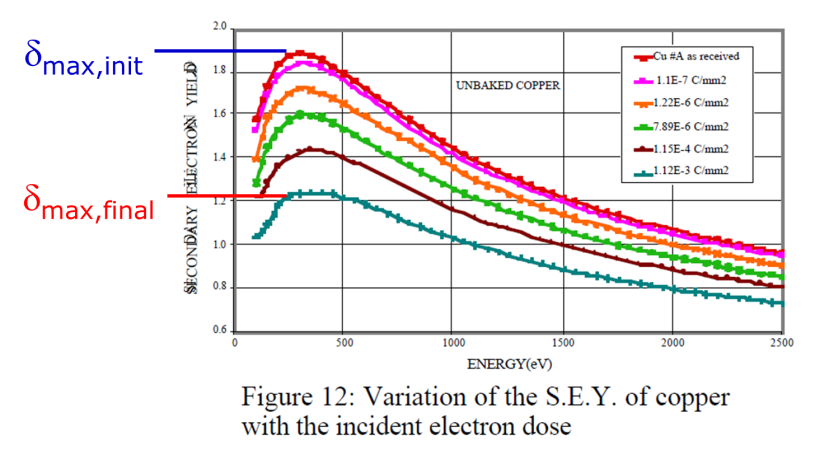 δmax,init
δmax,final
SECONDARY ELECTRON YIELD
2.0
1.8
1.6
1.4
1.2
1.0
0.8
0.6
UNBAKED COPPER
Cu #A as received
1.1E-7 C/mm2
1.22E-6 C/mm2
7.89E-6 C/mm2
1.15E-4 C/mm2
1.12E-3 C/mm2
0 500 1000 1500 2000 2500
ENERGY(eV)
Figure 12: Variation of the S.E.Y. of copper
with the incident electron dose